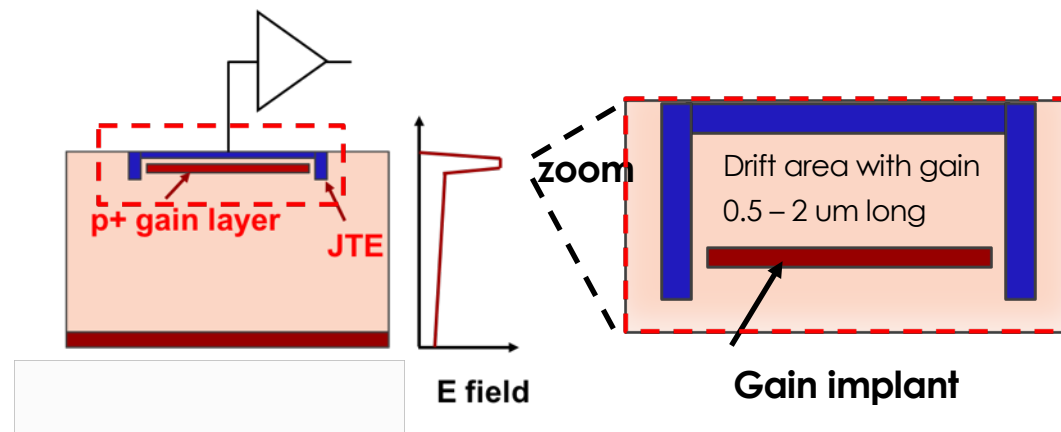 p+ gain layer
JTE
E field
zoom
Drift area with gain
0.5 – 2 um long
Gain implant